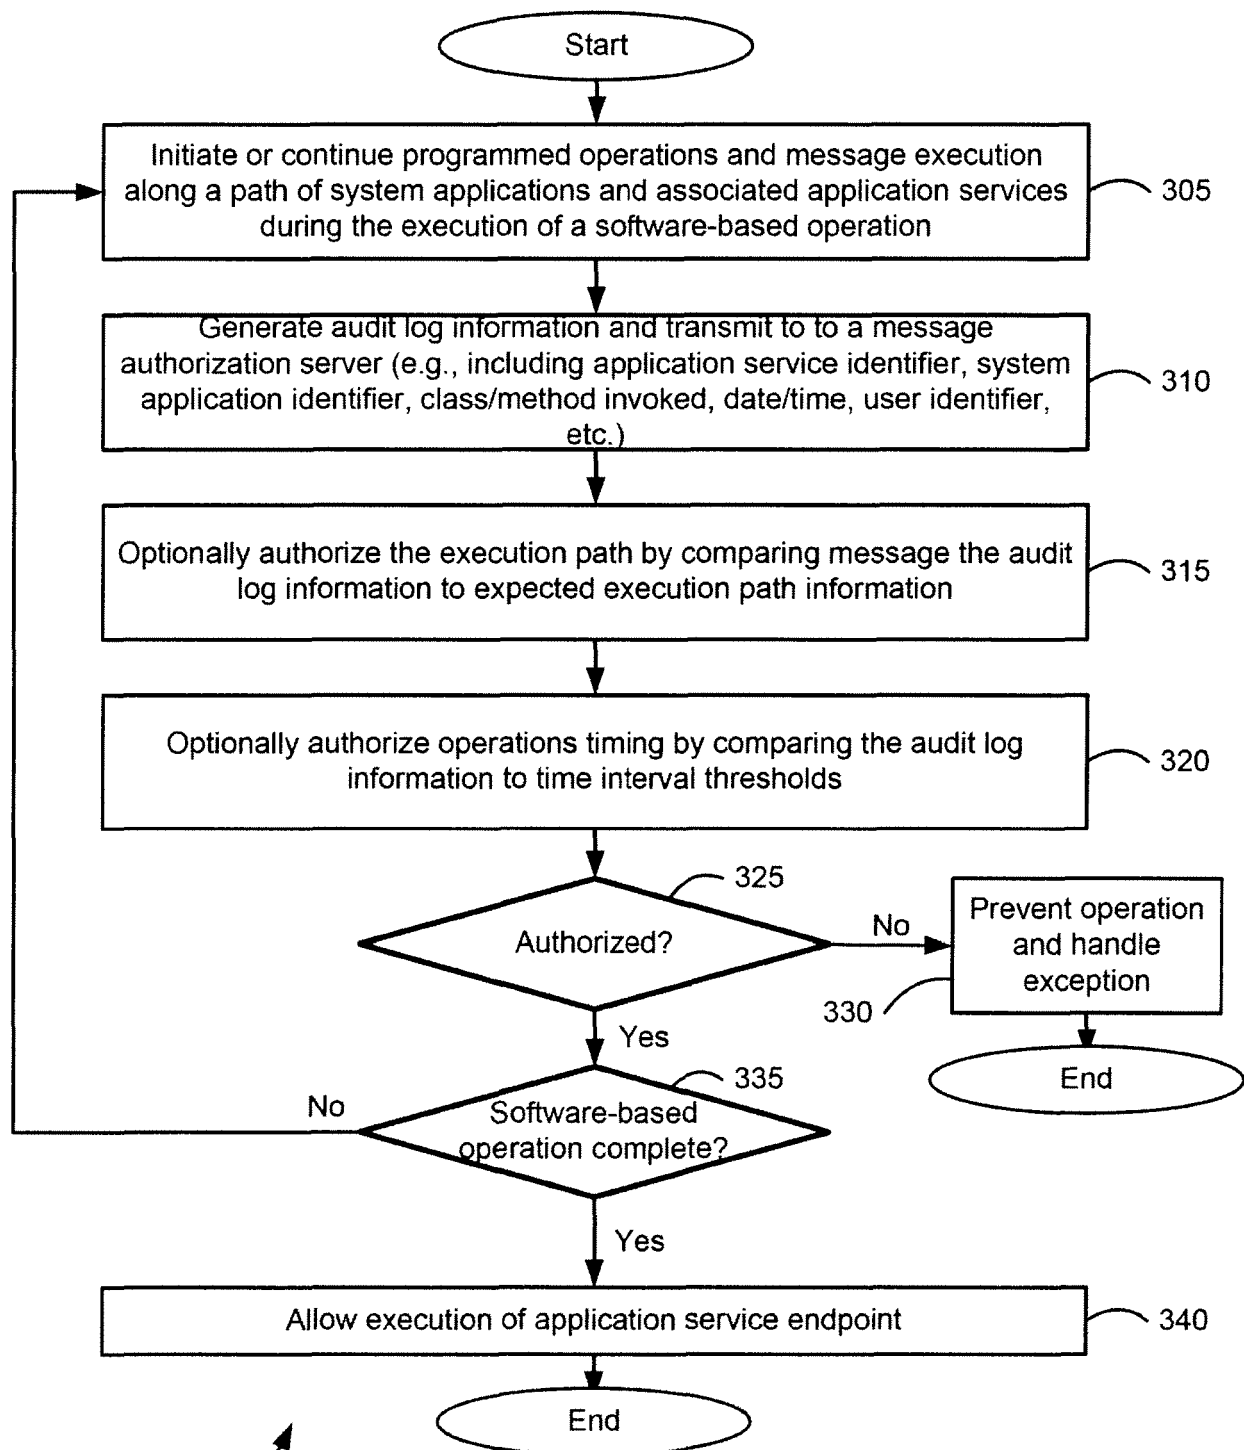 Start
Initiate or continue programmed operations and message execution
along a path of system applications and associated application services
during the execution of a software-based operation
305
Generate audit log information and transmit to to a message
authorization server (e.g., including application service identifier, system
application identifier, class/method invoked, date/time, user identifier,
etc.)
310
Optionally authorize the execution path by comparing message the audit
log information to expected execution path information
315
Optionally authorize operations timing by comparing the audit log
information to time interval thresholds
320
325
Authorized?
No
Prevent operation
and handle
exception
330
Yes
End
335
No
Software-based
operation complete?
Yes
Allow execution of application service endpoint
340
End